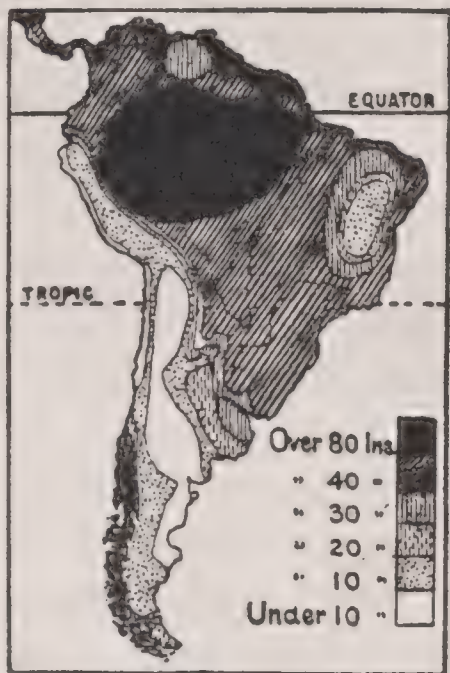 EQUATOR
TROPIC
Over 80 Ins.
" 40 "
" 30 "
" 20 "
" 10 "
Under 10 "